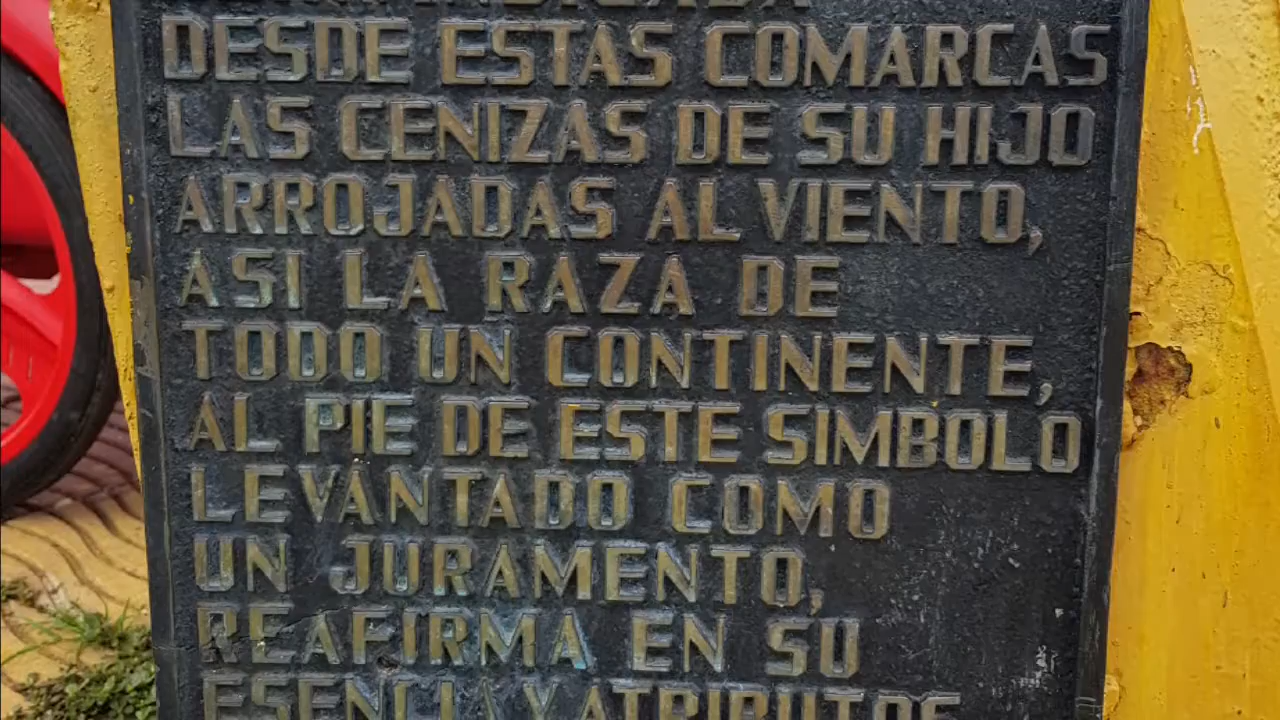 DESDE ESTAS COMARCAS
LAS CENIZAS DE SU HIJO
ARROJADAS AL VIENTO,
ASI LA RAZA DE
TODO UN CONTINENTE,
AL PIE DE ESTE SIMBOLO
LEVANTADO COMO
UN JURAMENTO,
REAFIRMA EN SU
ESENCIA Y ATRIBUTOS